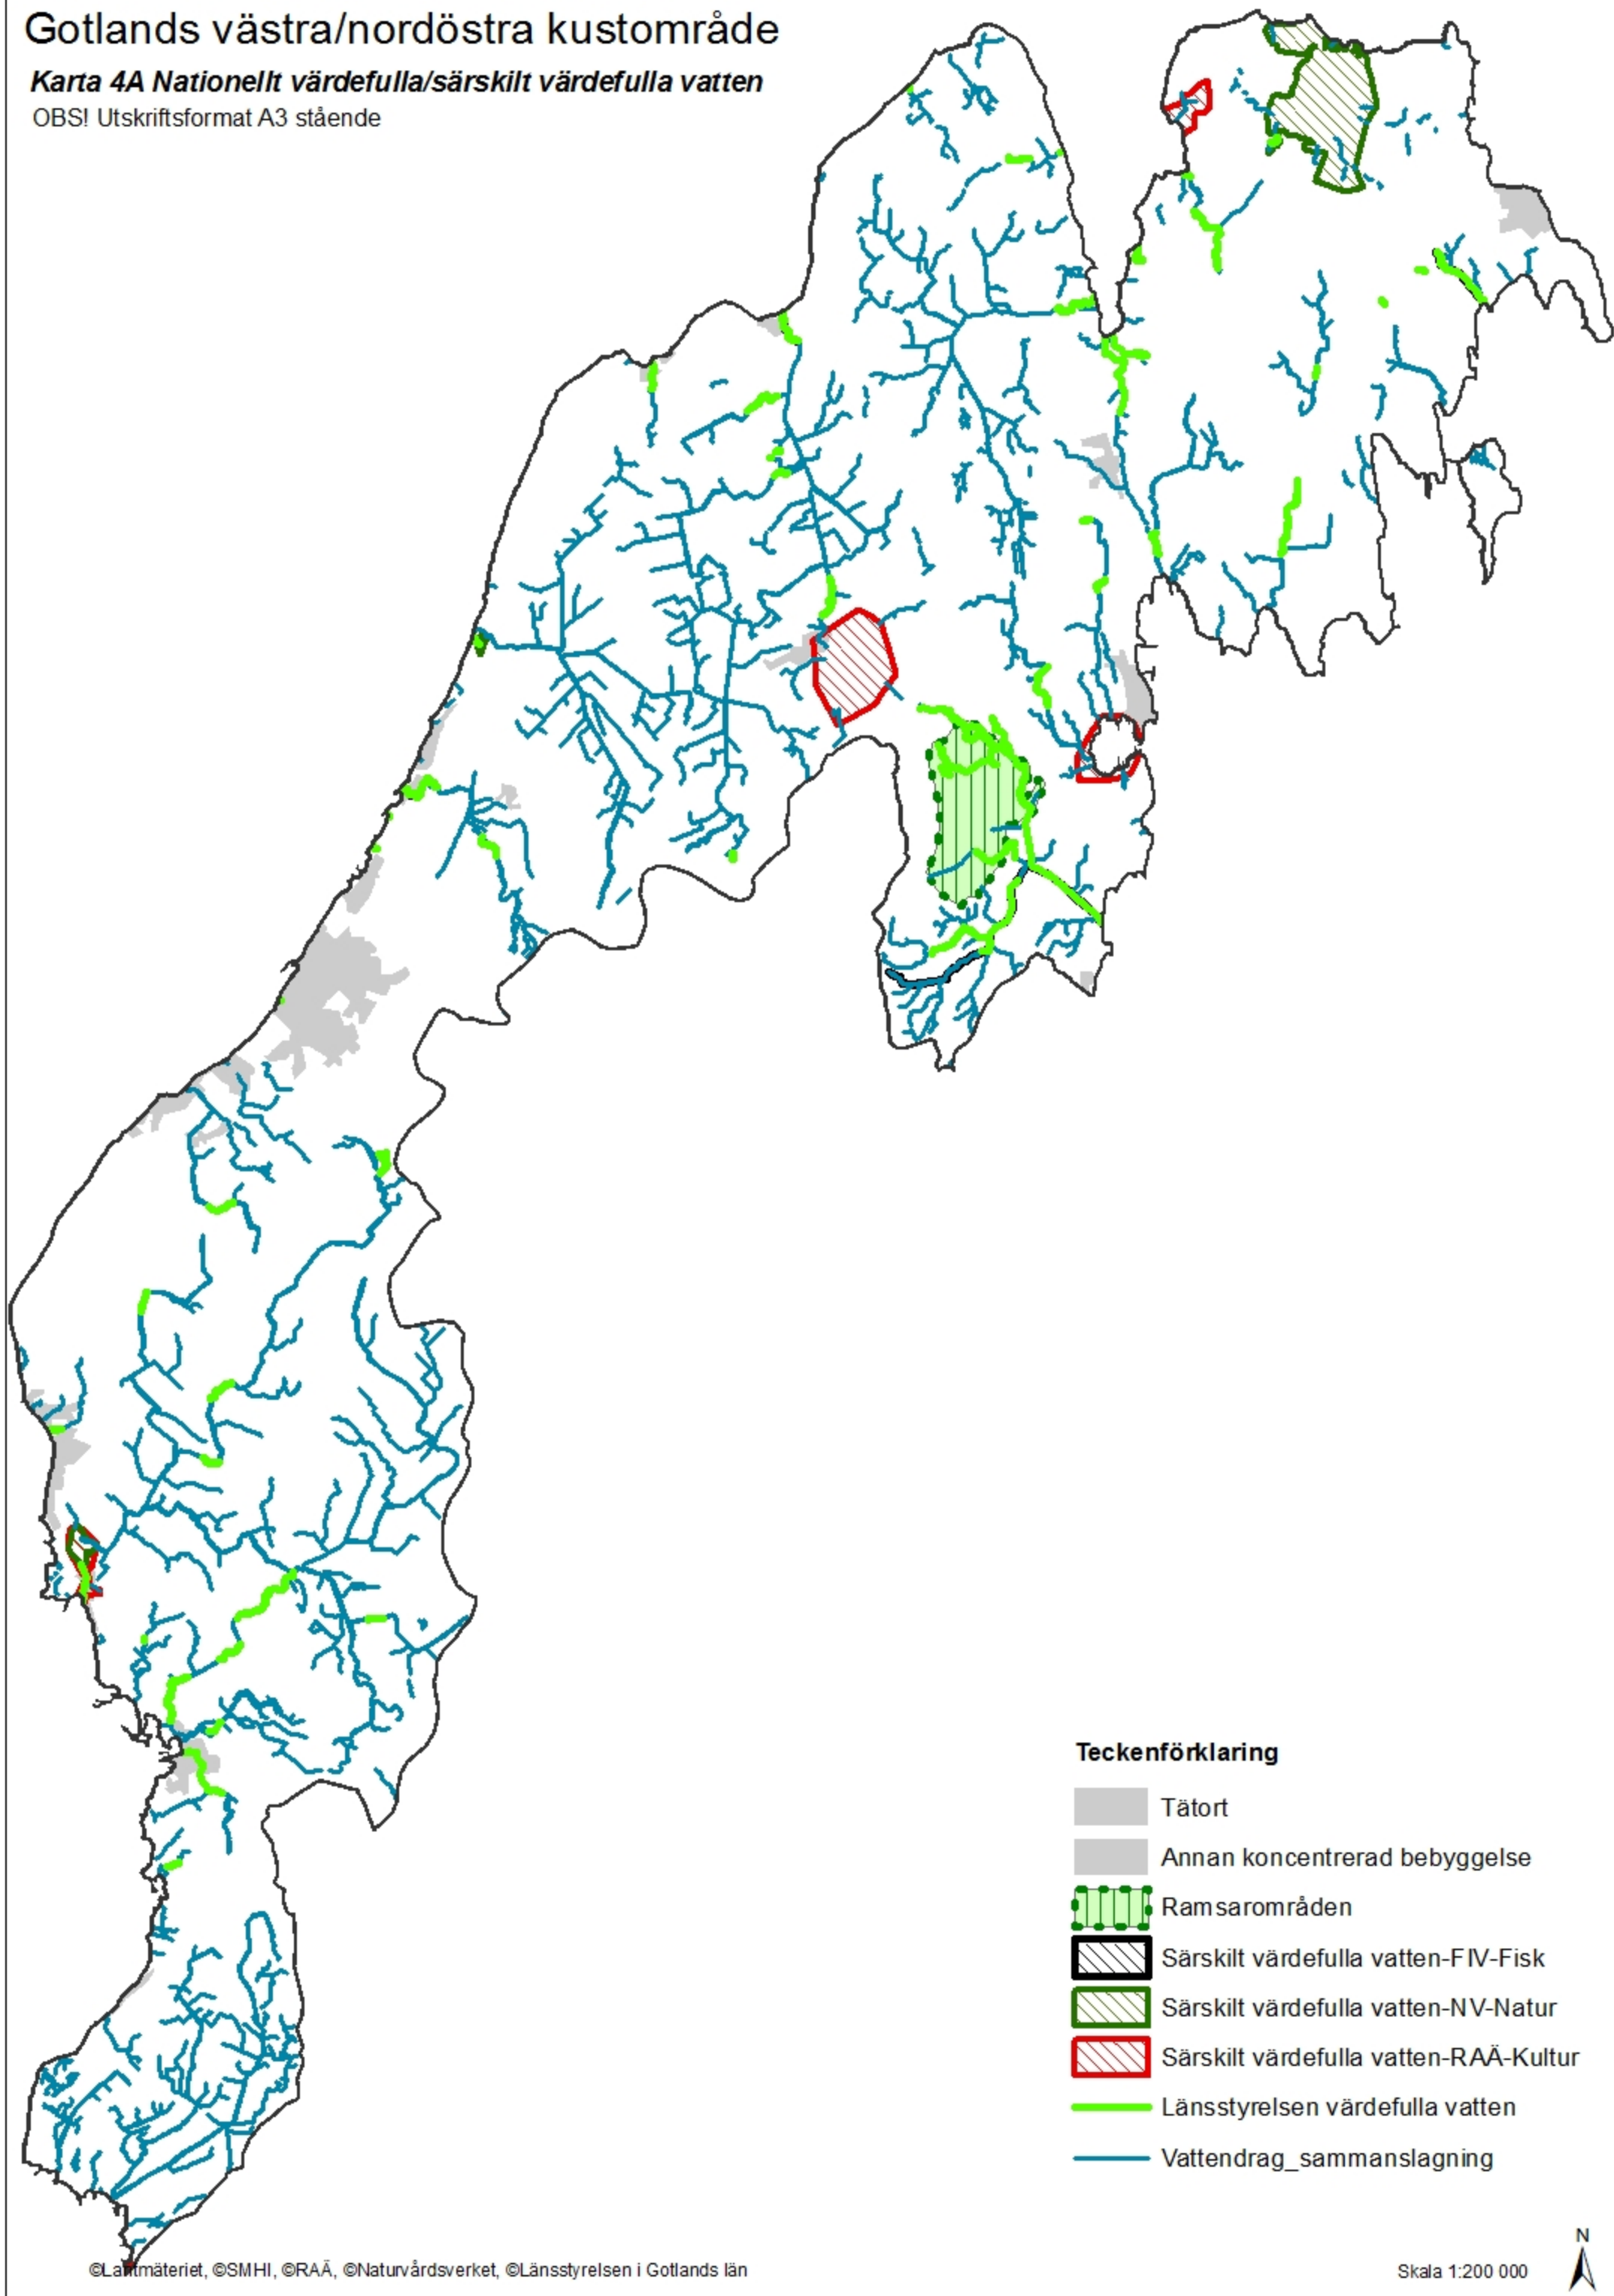 Gotlands västra/nordöstra kustområde
Karta 4A Nationellt värdefulla/särskilt värdefulla vatten
OBS! Utskriftsformat A3 stående
Teckenförklaring
Tätort
Annan koncentrerad bebyggelse
Ramsarområden
Särskilt värdefulla vatten-FIV-Fisk
Särskilt värdefulla vatten-NV-Natur
Särskilt värdefulla vatten-RAÄ-Kultur
Länsstyrelsen värdefulla vatten
Vattendrag_sammanslagning
N
©Lantmäteriet, ©SMHI, ©RAÄ, ©Naturvårdsverket, ©Länsstyrelsen i Gotlands län
Skala 1:200 000